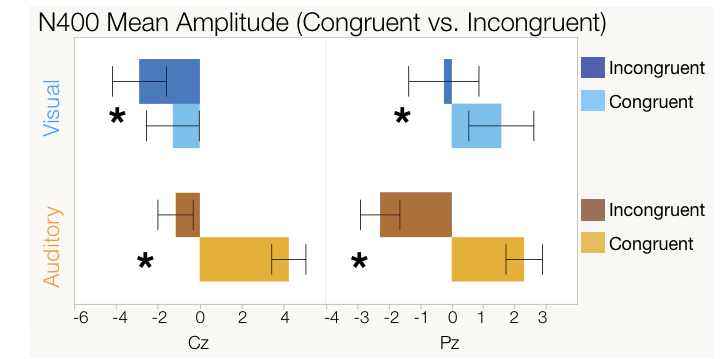 N400 Mean Amplitude (Congruent vs. Incongruent)
Visual
*
*
Incongruent
Congruent
Auditory
*
*
Incongruent
Congruent
-6 -4 -2 0 2 4 -4 -3 -2 -1 0 1 2 3
Cz Pz